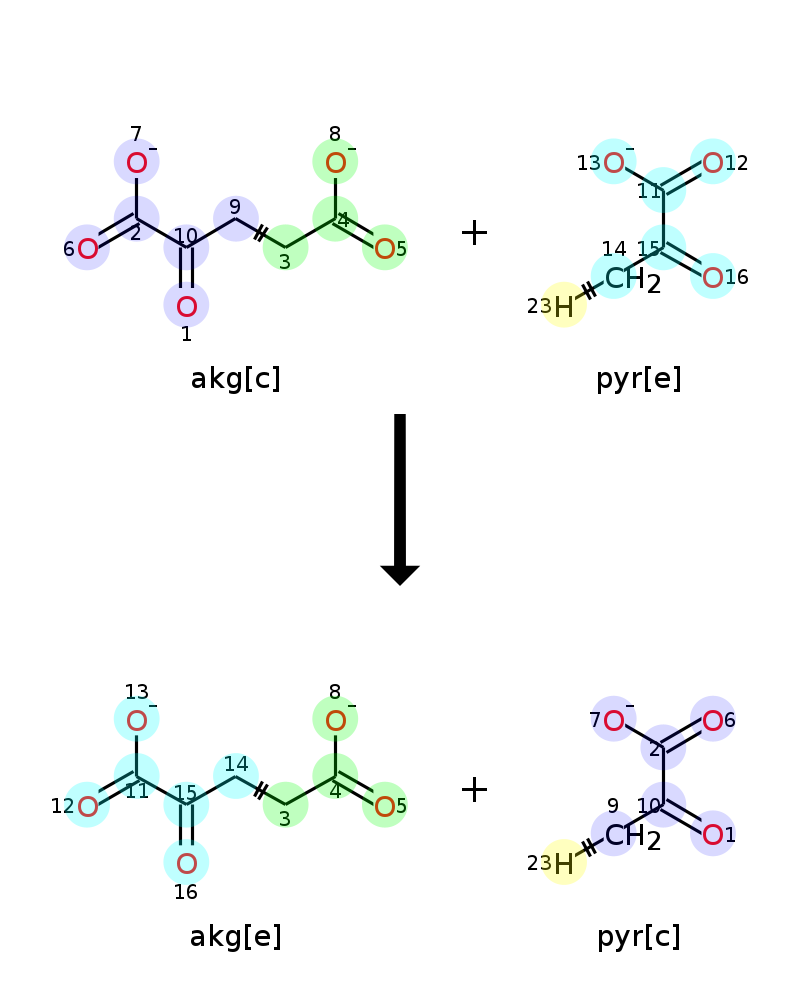 7 8
O- O- 13 O- O 12
9 11
10 4 +
6 O 2 O 5 14 15
3 CH2 O 16
O 23 H
1
akg[c] pyr[e]
13 8
O- O- 7 O- O 6
14 2
15 4 +
12 O 11 O 5 9 10
3 CH2 O 1
O 23 H
16
akg[e] pyr[c]